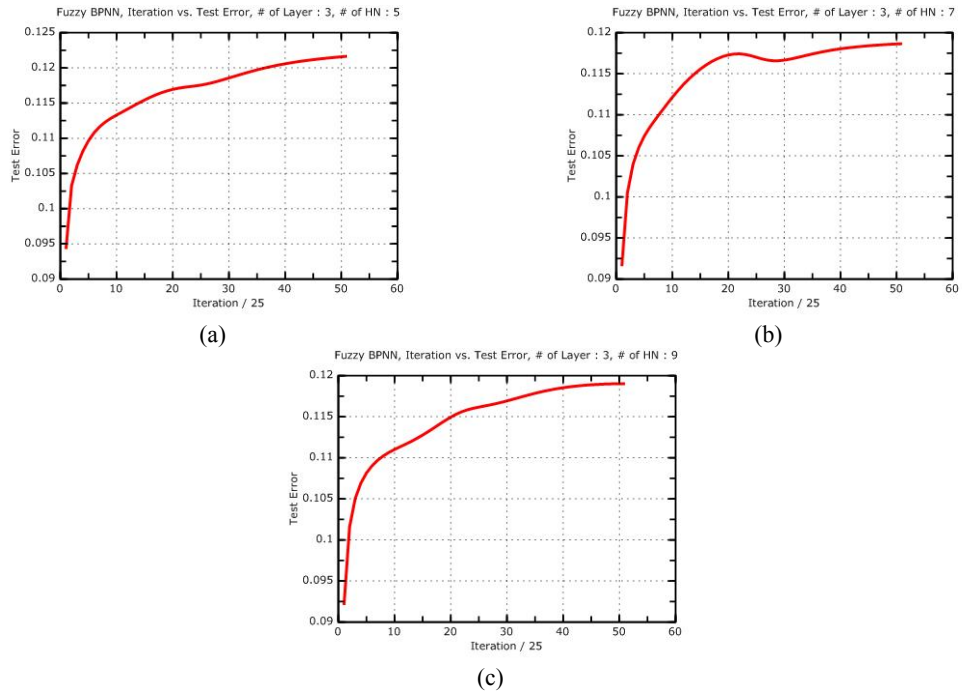 Fuzzy BPNN, Iteration vs. Test Error, # of Layer : 3, # of HN : 5
0.125
0.12
0.115
0.11
0.105
0.1
0.095
0.09
Test Error
0 10 20 30 40 50 60
Iteration / 25
(a)
Fuzzy BPNN, Iteration vs. Test Error, # of Layer : 3, # of HN : 7
0.12
0.115
0.11
0.105
0.1
0.095
0.09
Test Error
0 10 20 30 40 50 60
Iteration / 25
(b)
Fuzzy BPNN, Iteration vs. Test Error, # of Layer : 3, # of HN : 9
0.12
0.115
0.11
0.105
0.1
0.095
0.09
Test Error
0 10 20 30 40 50 60
Iteration / 25
(c)